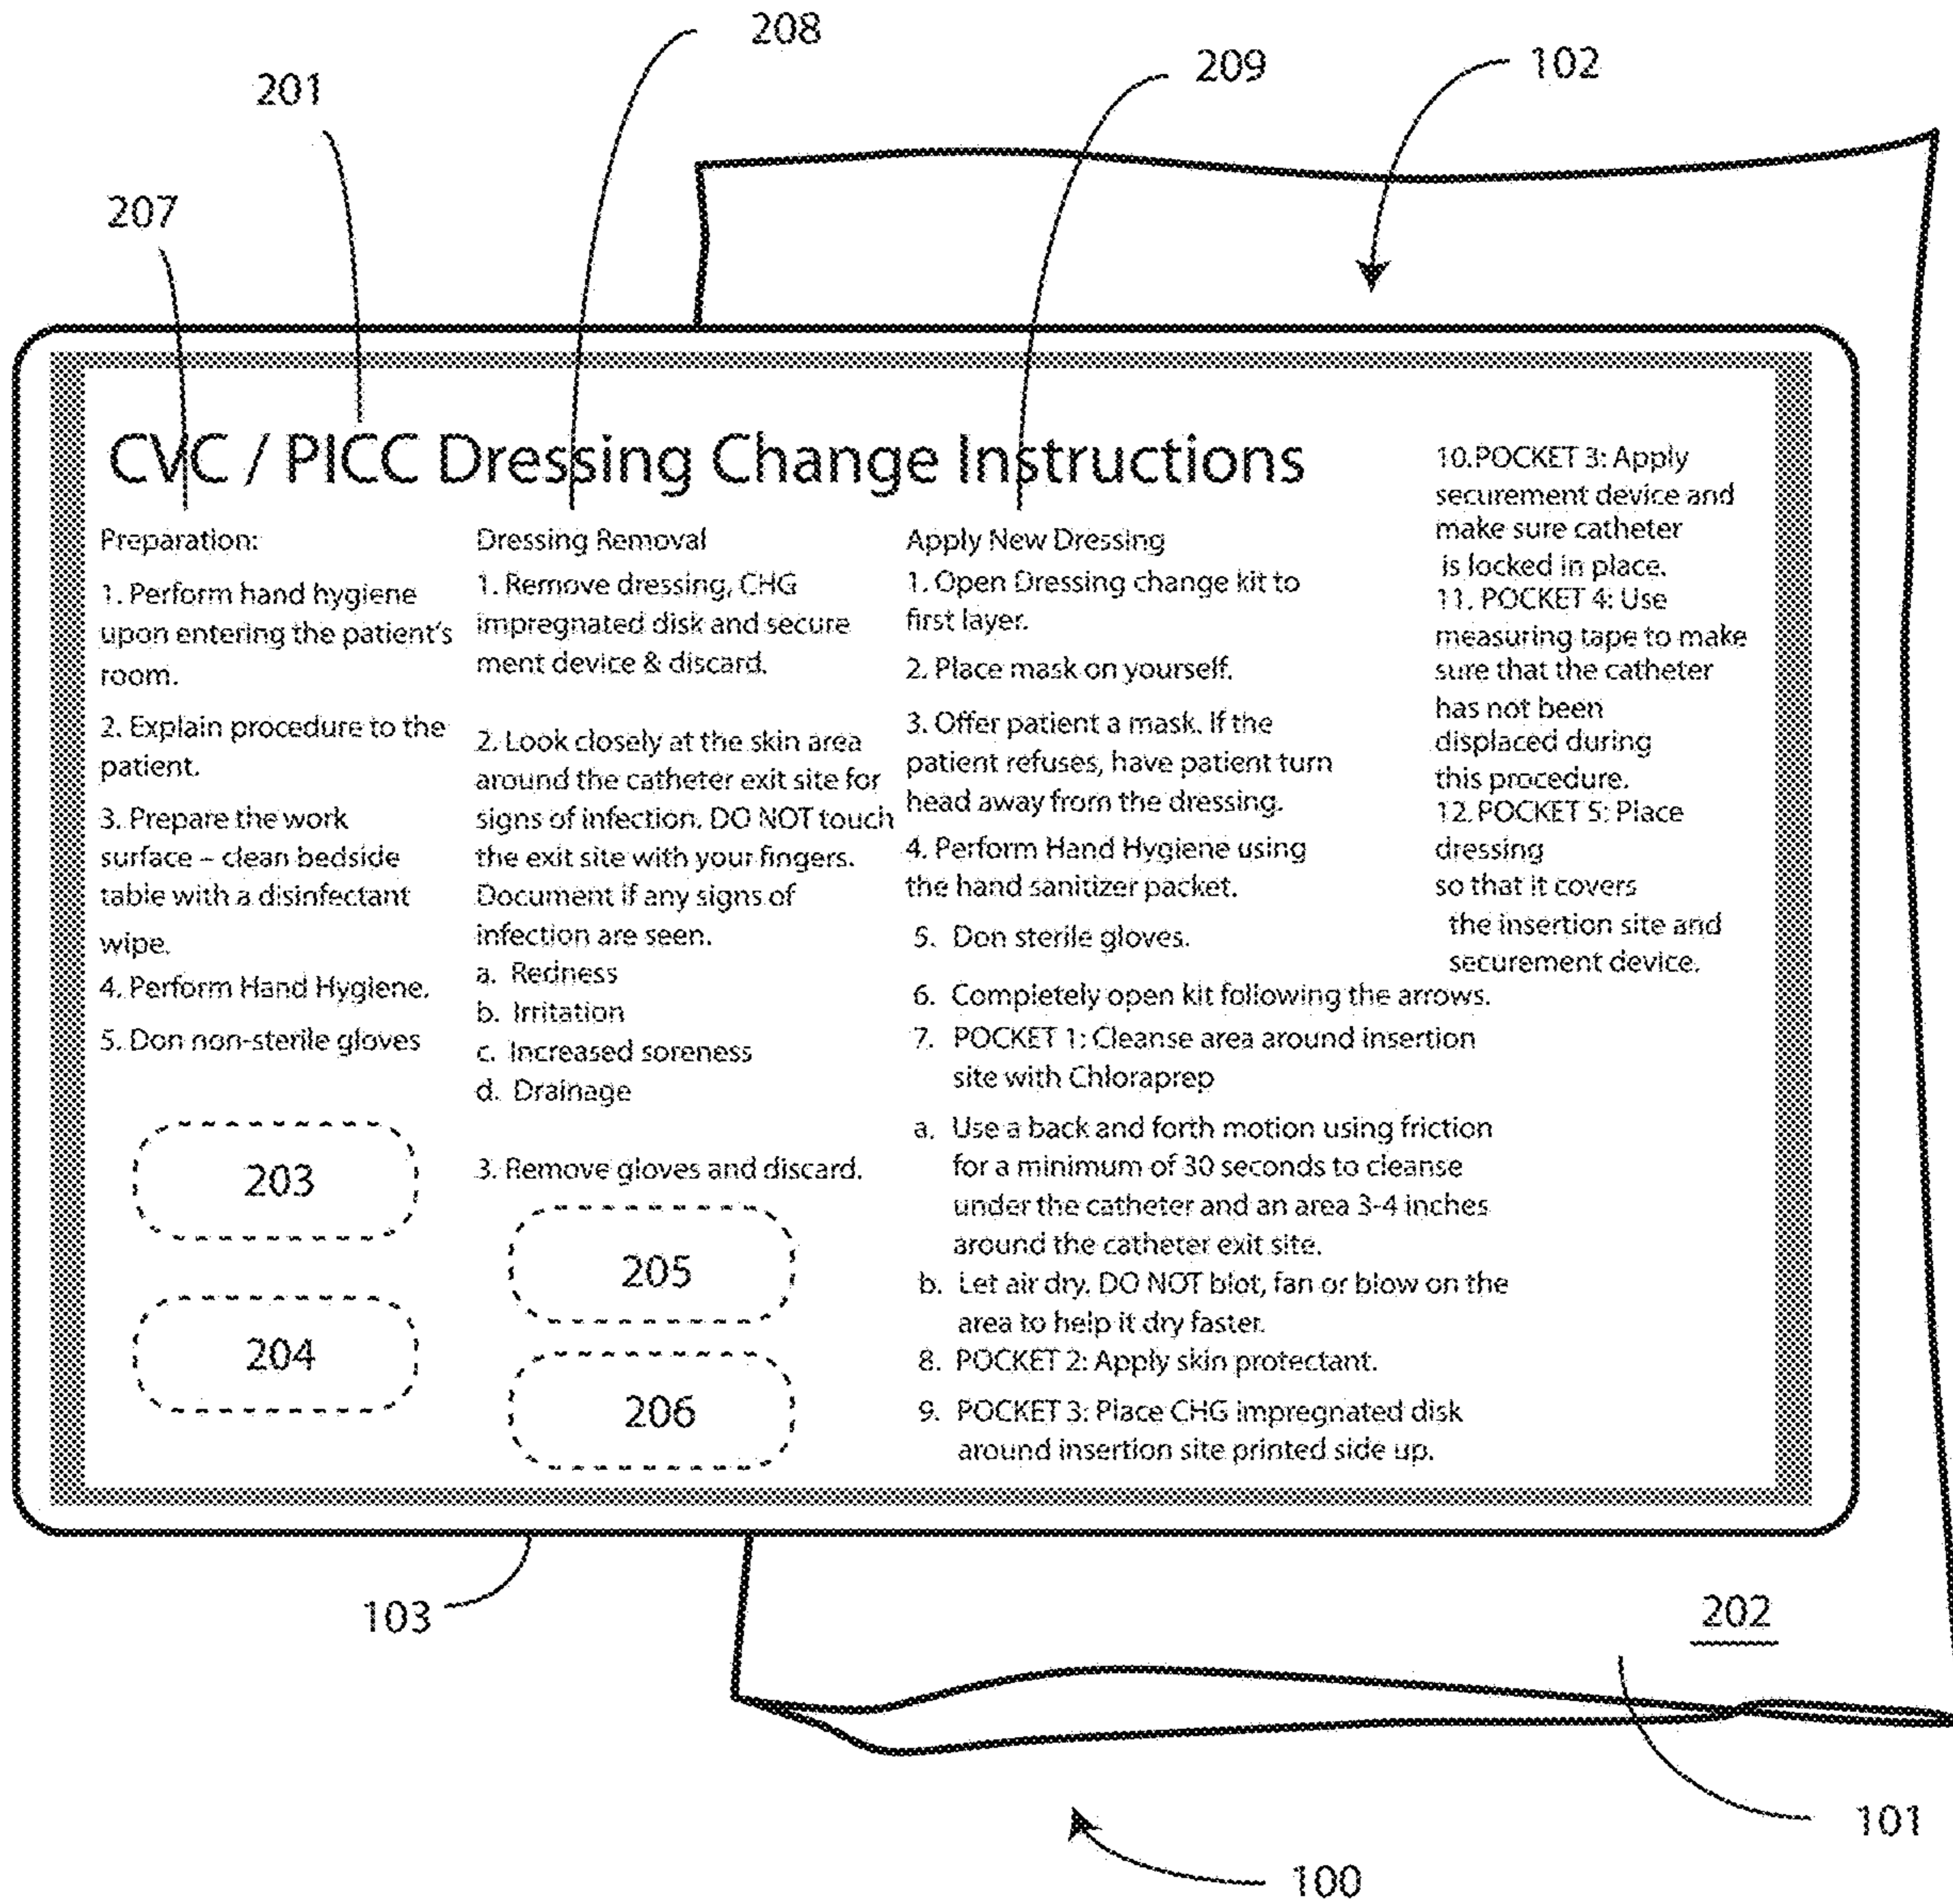 208
209
102
201
207
CVC / PICC Dressing Change Instructions
Preparation:
1. Perform hand hygiene
upon entering the patient's
room.
2. Explain procedure to the
patient.
3. Prepare the work
surface – clean bedside
table with a disinfectant
wipe.
4. Perform Hand Hygiene.
5. Don non-sterile gloves
203
204
Dressing Removal
1. Remove dressing, CHG
impregnated disk and secure
ment device & discard.
2. Look closely at the skin area
around the catheter exit site for
signs of infection. DO NOT touch
the exit site with your fingers.
Document if any signs of
infection are seen.
a. Redness
b. Irritation
c. Increased soreness
d. Drainage
3. Remove gloves and discard.
205
206
Apply New Dressing
1. Open Dressing change kit to
first layer.
2. Place mask on yourself.
3. Offer patient a mask. If the
patient refuses, have patient turn
head away from the dressing.
4. Perform Hand Hygiene using
the hand sanitizer packet.
5. Don sterile gloves.
6. Completely open kit following the arrows.
7. POCKET 1: Cleanse area around insertion
site with Chloraprep
a. Use a back and forth motion using friction
for a minimum of 30 seconds to cleanse
under the catheter and an area 3-4 inches
around the catheter exit site.
b. Let air dry. DO NOT blot, fan or blow on the
area to help it dry faster.
8. POCKET 2: Apply skin protectant.
9. POCKET 3: Place CHG impregnated disk
around insertion site printed side up.
10.POCKET 3: Apply
securement device and
make sure catheter
is locked in place.
11. POCKET 4: Use
measuring tape to make
sure that the catheter
has not been
displaced during
this procedure.
12. POCKET 5: Place
dressing
so that it covers
the insertion site and
securement device.
103
202
101
100